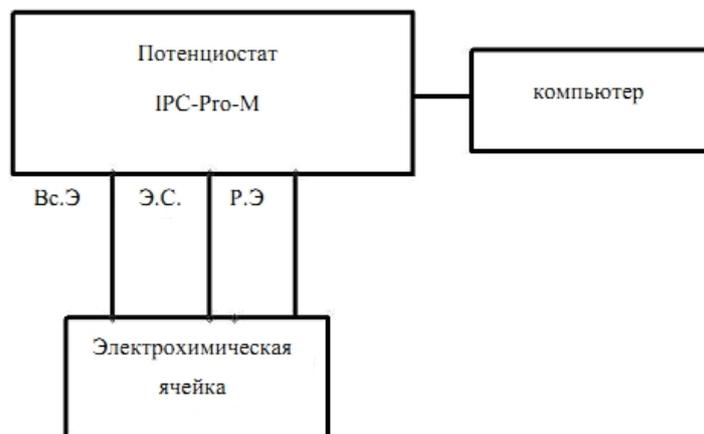 Потенциостат
IPC-Pro-M
компьютер
Вс.Э Э.С. Р.Э
Электрохимическая
ячейка